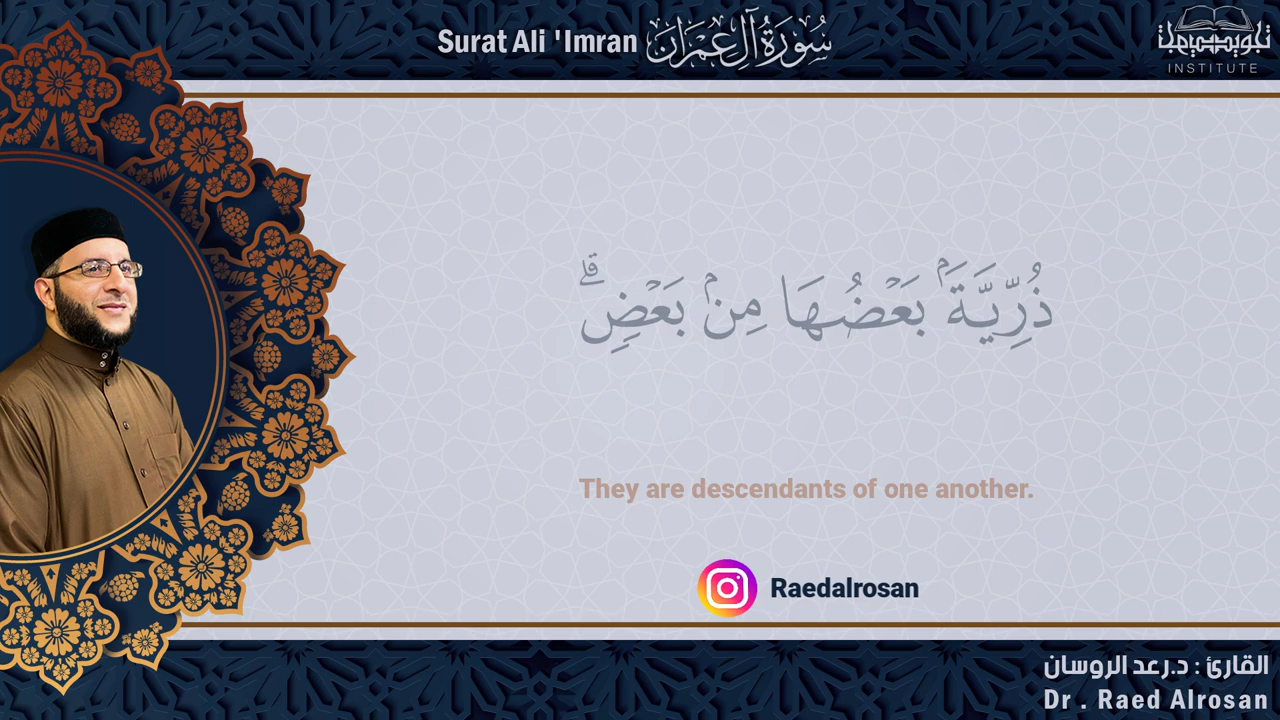 Surat Ali 'Imran سُورَةُ آلِ عِمْرَان
INSTITUTE
ذُرِّيَّةَۢ بَعْضُهَا مِنۢ بَعْضٍۗ
They are descendants of one another.
Raedalrosan
القارئ : د.رعد الروسان
Dr . Raed Alrosan